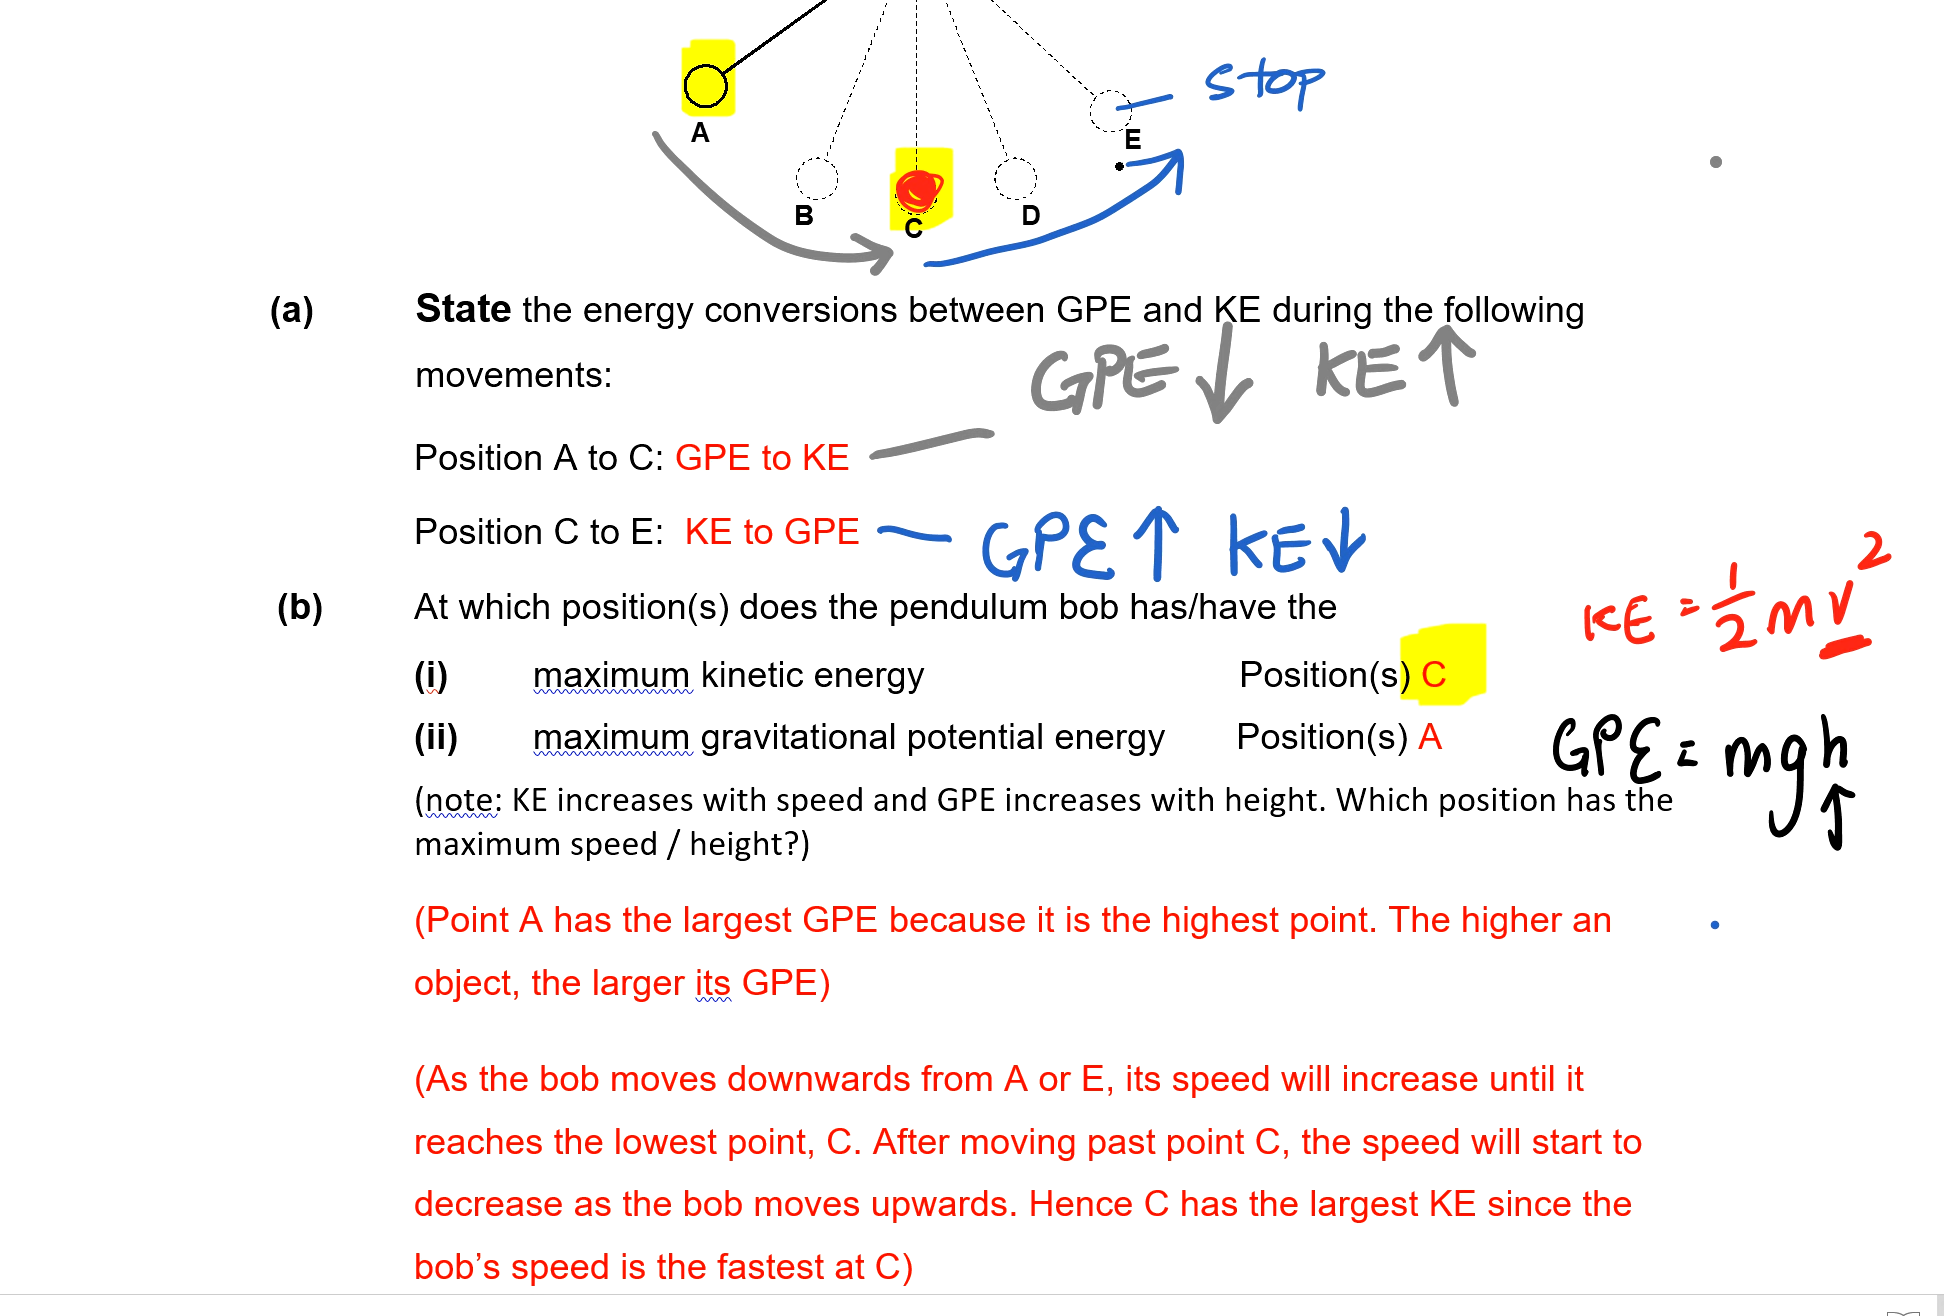 stop
A
E
B
C
D
(a) State the energy conversions between GPE and KE during the following
movements:
GPE ↓ KE ↑
Position A to C: GPE to KE
Position C to E: KE to GPE
GPE ↑ KE ↓
(b) At which position(s) does the pendulum bob has/have the
KE = 1/2 mv²
(i) maximum kinetic energy Position(s) C
(ii) maximum gravitational potential energy Position(s) A
GPE = mgh ↑
(note: KE increases with speed and GPE increases with height. Which position has the
maximum speed / height?)
(Point A has the largest GPE because it is the highest point. The higher an
object, the larger its GPE)
(As the bob moves downwards from A or E, its speed will increase until it
reaches the lowest point, C. After moving past point C, the speed will start to
decrease as the bob moves upwards. Hence C has the largest KE since the
bob’s speed is the fastest at C)